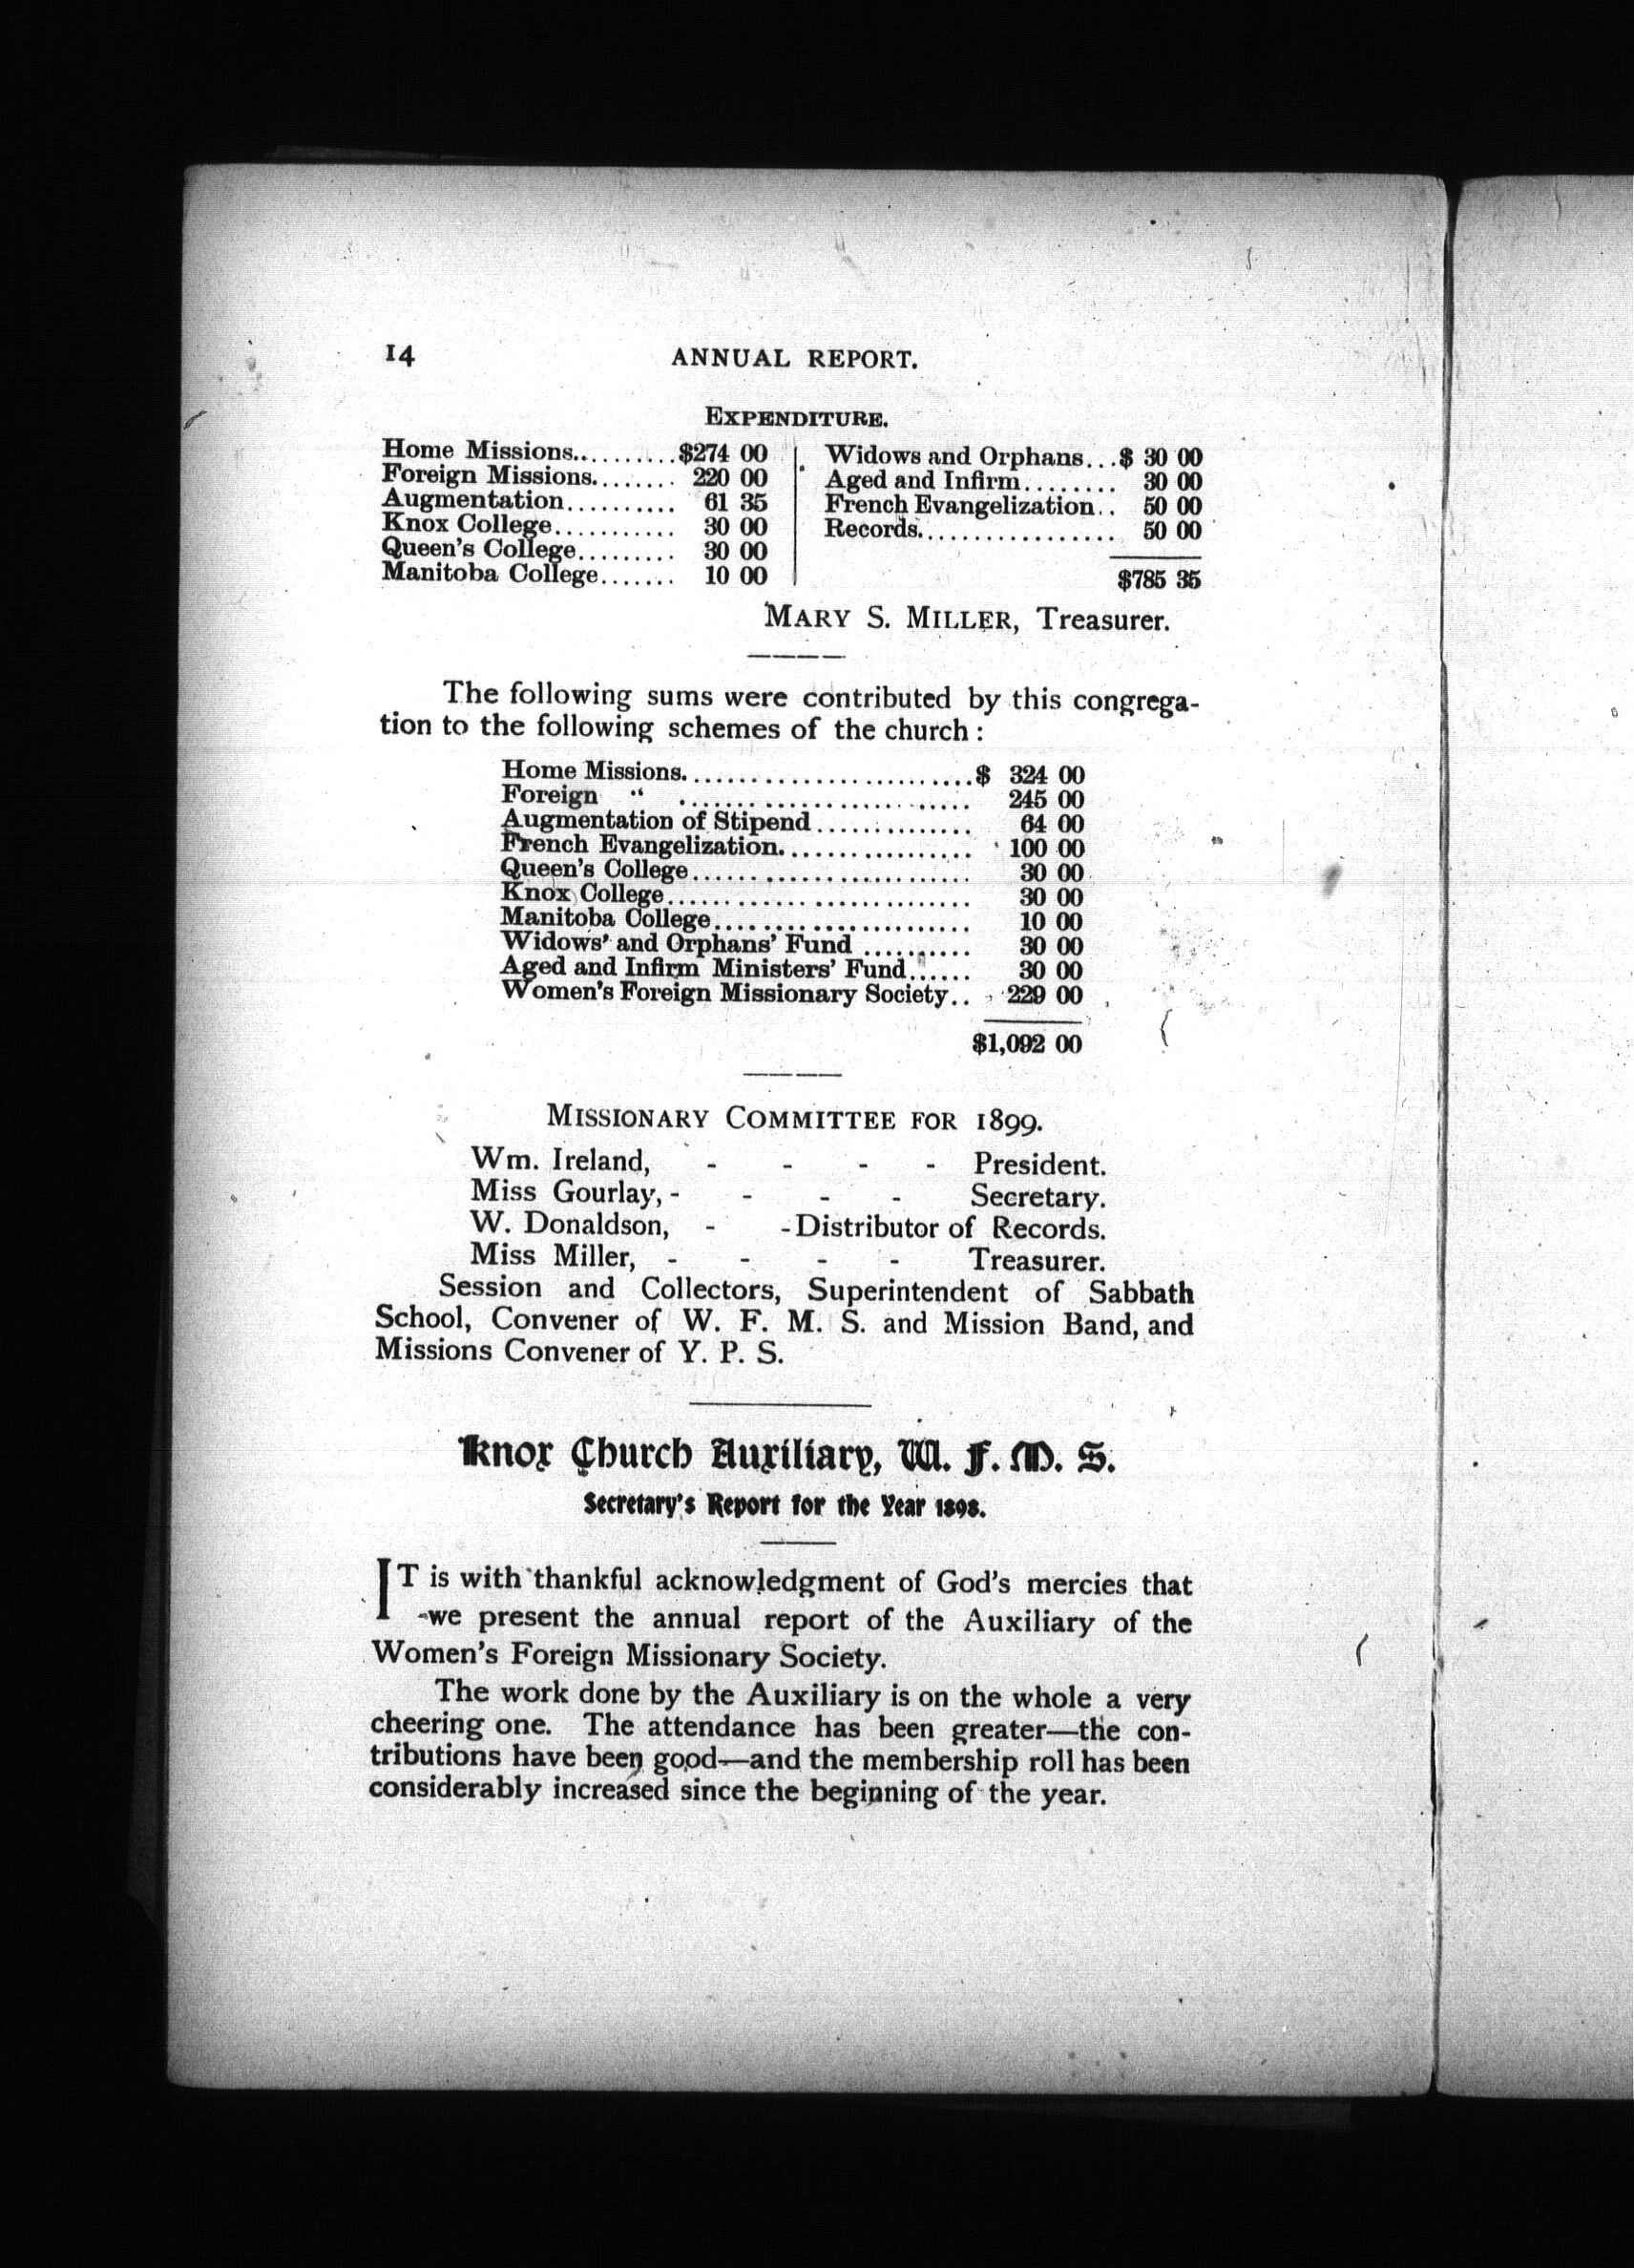 14 ANNUAL REPORT.
EXPENDITURE.
Home Missions.......... $274 00
Foreign Missions........ 220 00
Augmentation.......... 61 35
Knox College........... 30 00
Queen's College......... 30 00
Manitoba College....... 10 00
Widows and Orphans...$ 30 00
Aged and Infirm........ 30 00
French Evangelization.. 50 00
Records................ 50 00
$785 35
MARY S. MILLER, Treasurer.
The following sums were contributed by this congrega-
tion to the following schemes of the church :
Home Missions.........................$ 324 00
Foreign " ......................... 245 00
Augmentation of Stipend.............. 64 00
French Evangelization................. 100 00
Queen's College........................ 30 00
Knox College.......................... 30 00
Manitoba College...................... 10 00
Widows' and Orphans' Fund .......... 30 00
Aged and Infirm Ministers' Fund...... 30 00
Women's Foreign Missionary Society.. 229 00
$1,092 00
MISSIONARY COMMITTEE FOR 1899.
Wm. Ireland, - - - - President.
Miss Gourlay, - - - - Secretary.
W. Donaldson, - - Distributor of Records.
Miss Miller, - - - - Treasurer.
Session and Collectors, Superintendent of Sabbath
School, Convener of W. F. M. S. and Mission Band, and
Missions Convener of Y. P. S.
Knox Church Auxiliary, W. F. M. S.
Secretary's Report for the Year 1898.
IT is with thankful acknowledgment of God's mercies that
we present the annual report of the Auxiliary of the
Women's Foreign Missionary Society.
The work done by the Auxiliary is on the whole a very
cheering one. The attendance has been greater—the con-
tributions have been good—and the membership roll has been
considerably increased since the beginning of the year.